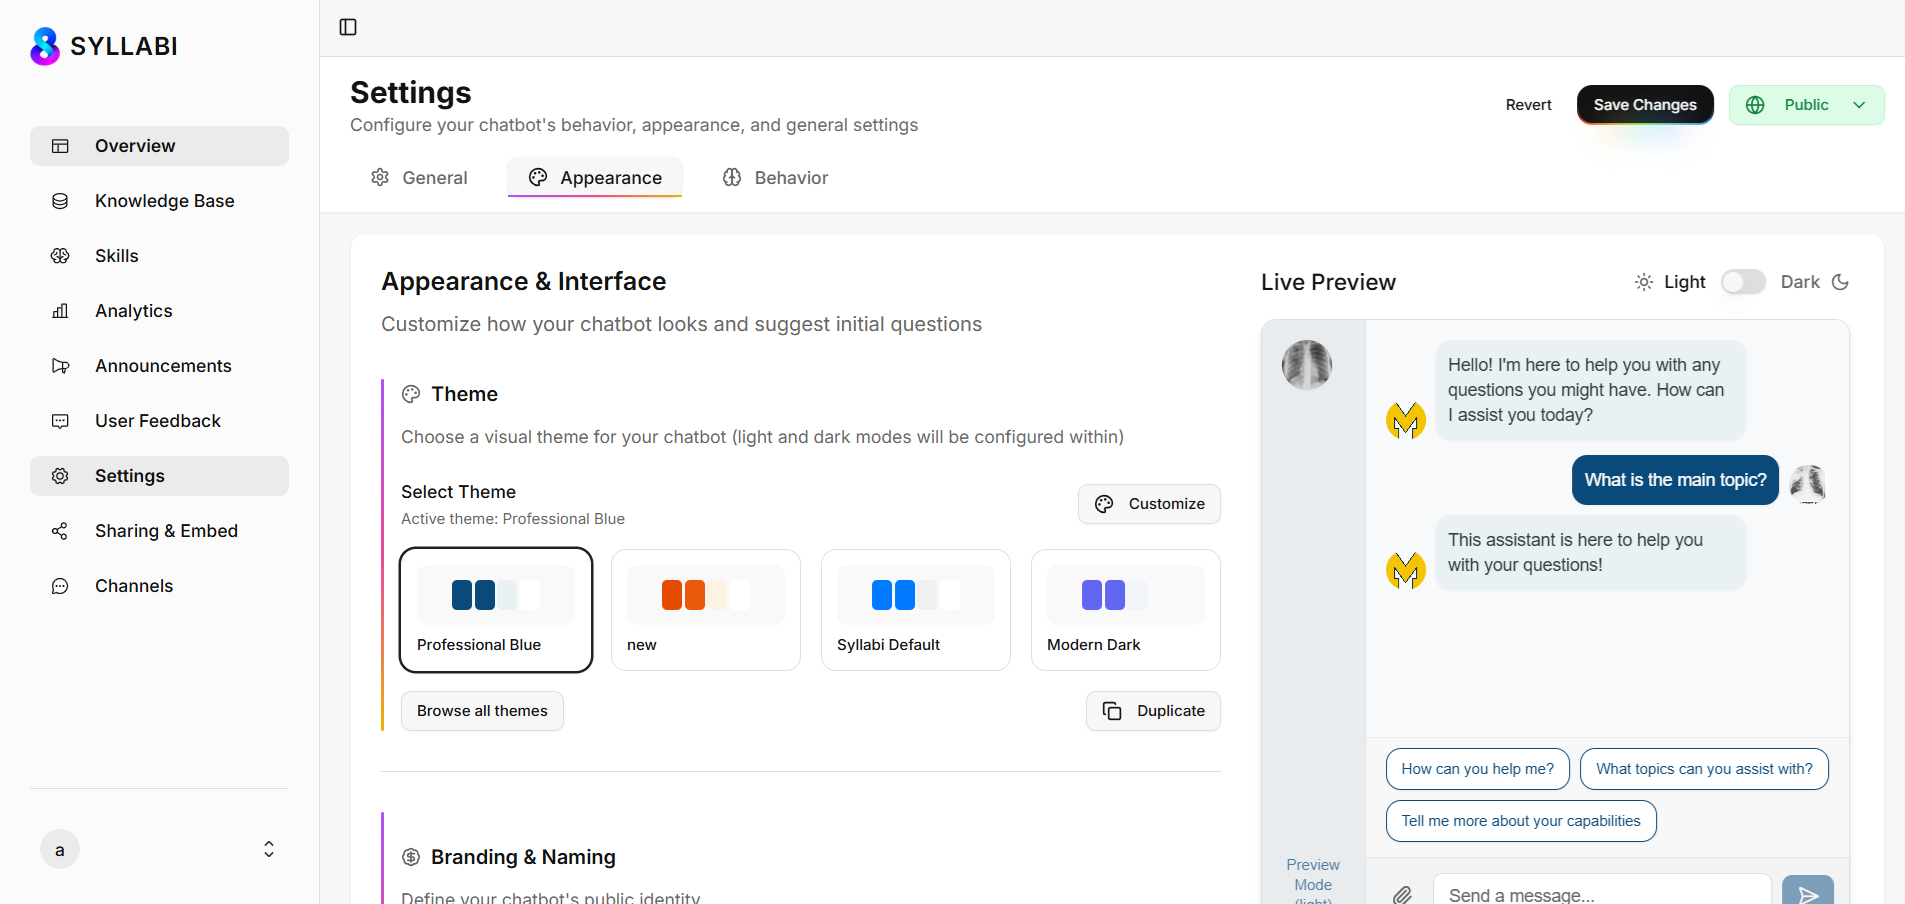 SYLLABI
Overview
Knowledge Base
Skills
Analytics
Announcements
User Feedback
Settings
Sharing & Embed
Channels
a
Settings
Configure your chatbot's behavior, appearance, and general settings
Revert
Save Changes
Public
General
Appearance
Behavior
Appearance & Interface
Customize how your chatbot looks and suggest initial questions
Theme
Choose a visual theme for your chatbot (light and dark modes will be configured within)
Select Theme
Active theme: Professional Blue
Customize
Professional Blue
new
Syllabi Default
Modern Dark
Browse all themes
Duplicate
Branding & Naming
Define your chatbot's public identity
Live Preview
Light
Dark
Hello! I'm here to help you with any
questions you might have. How can
I assist you today?
What is the main topic?
This assistant is here to help you
with your questions!
How can you help me?
What topics can you assist with?
Tell me more about your capabilities
Preview
Mode
(light)
Send a message...